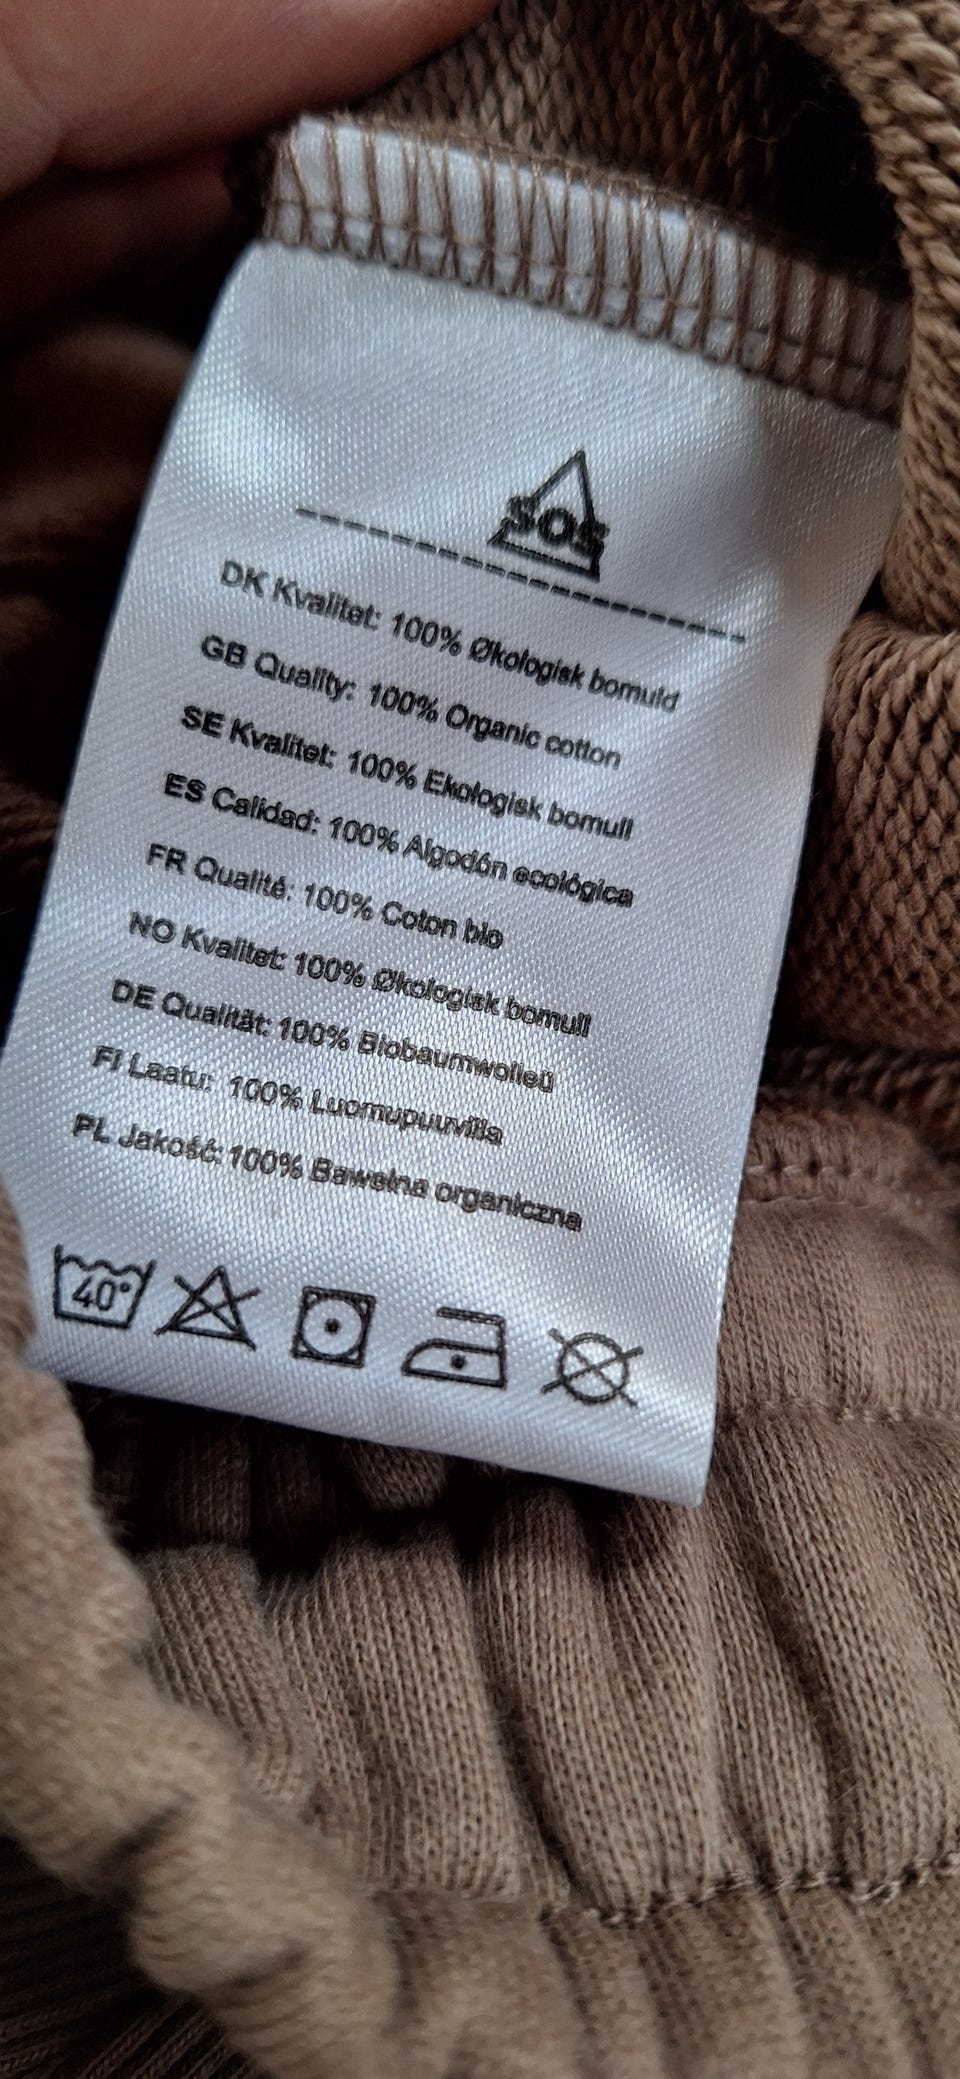 SOS
DK Kvalitet: 100% Økologisk bomuld
GB Quality: 100% Organic cotton
SE Kvalitet: 100% Ekologisk bomull
ES Calidad: 100% Algodón ecológica
FR Qualité: 100% Coton bio
NO Kvalitet: 100% Økologisk bomull
DE Qualität: 100% Biobaumwolleü
FI Laatu: 100% Luomupuuvilla
PL Jakość: 100% Bawełna organiczna
40°